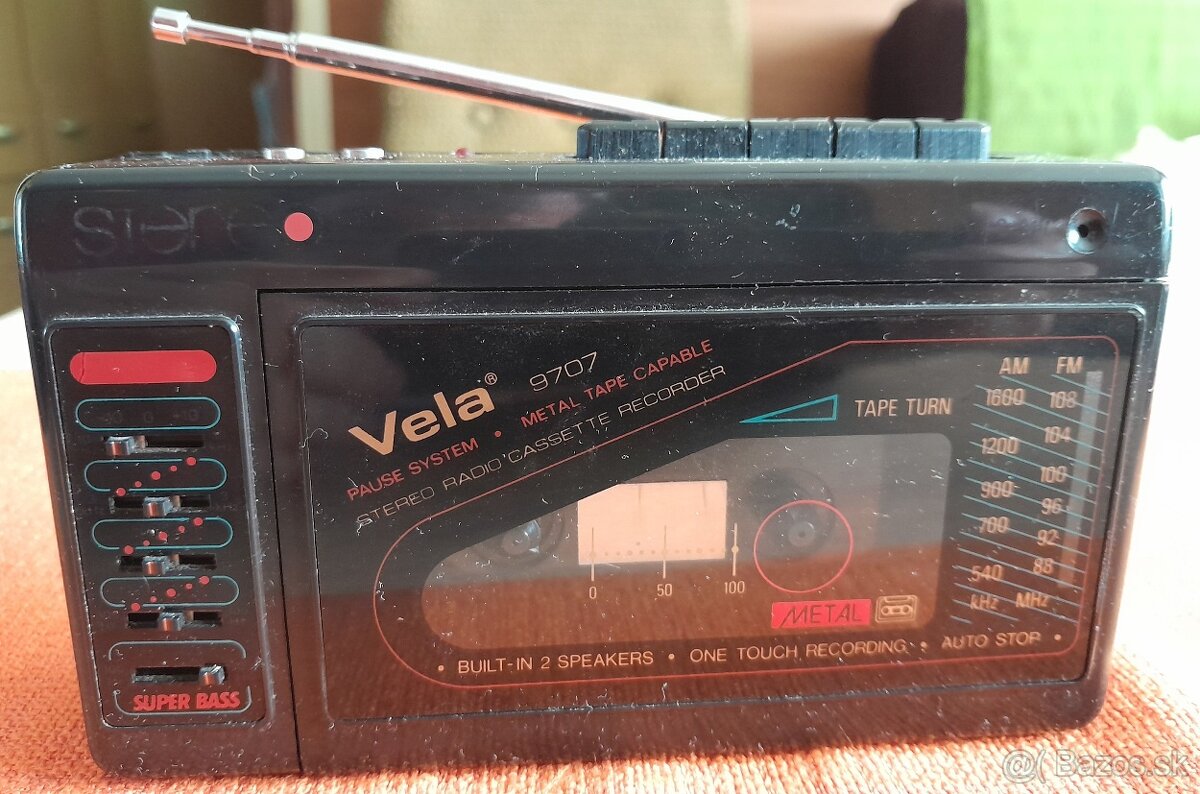 Stere
Vela® 9707
PAUSE SYSTEM • METAL TAPE CAPABLE
STEREO RADIO CASSETTE RECORDER
TAPE TURN
AM FM
1600 108
1200 104
900 100
700 96
92
540 88
kHz MHz
0 50 100
METAL
• BUILT-IN 2 SPEAKERS • ONE TOUCH RECORDING • AUTO STOP •
-10 0 +10
SUPER BASS
@( Bazos.sk